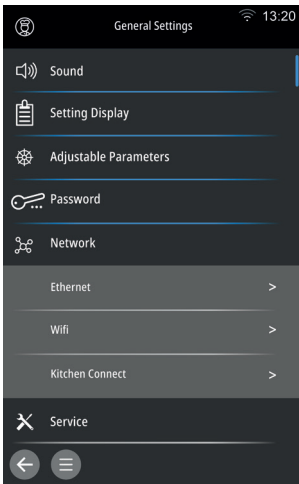 General Settings
13:20
Sound
Setting Display
Adjustable Parameters
Password
Network
Ethernet >
Wifi >
Kitchen Connect >
Service